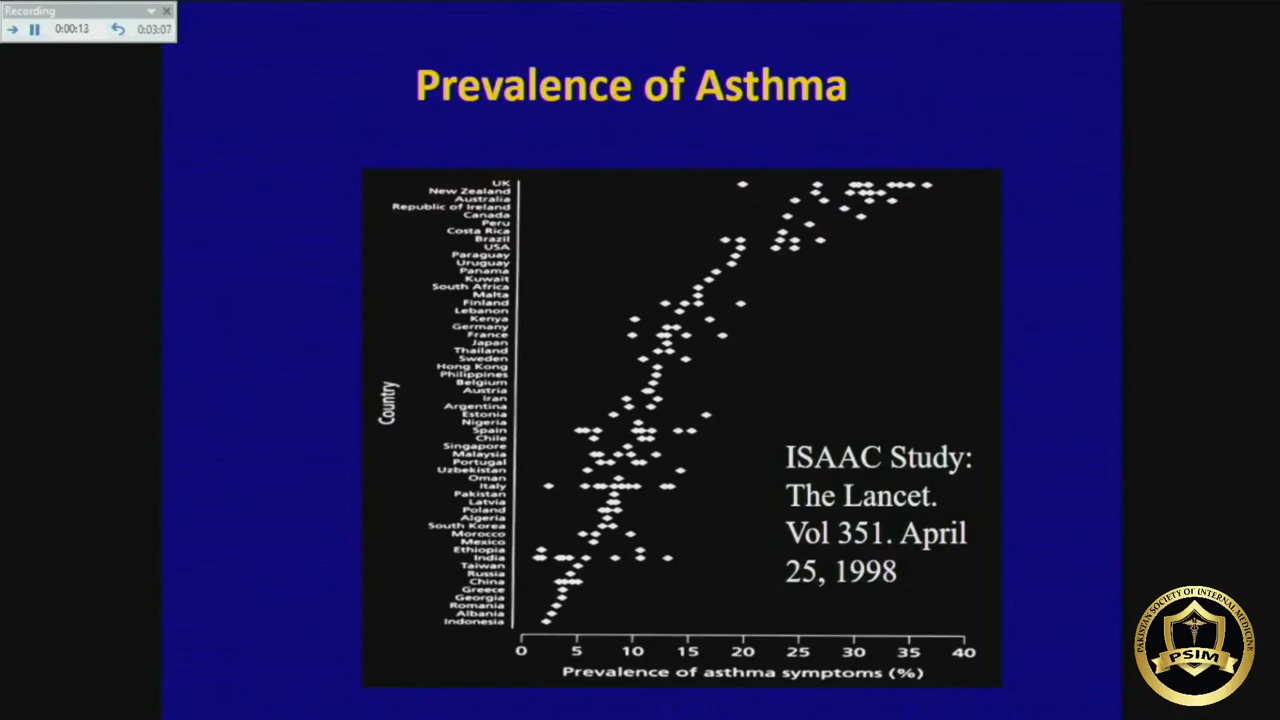 Recording
0:00:13
0:03:07
Prevalence of Asthma
UK
New Zealand
Australia
Republic of Ireland
Canada
Peru
Costa Rica
Brazil
USA
Paraguay
Uruguay
Panama
Kuwait
South Africa
Malta
Finland
Lebanon
Kenya
Germany
France
Japan
Thailand
Sweden
Hong Kong
Philippines
Belgium
Austria
Iran
Argentina
Estonia
Nigeria
Spain
Chile
Singapore
Malaysia
Portugal
Uzbekistan
Oman
Italy
Pakistan
Latvia
Poland
Algeria
South Korea
Morocco
Mexico
Ethiopia
India
Taiwan
Russia
China
Greece
Georgia
Romania
Albania
Indonesia
Country
0 5 10 15 20 25 30 35 40
Prevalence of asthma symptoms (%)
ISAAC Study:
The Lancet.
Vol 351. April
25, 1998
PAKISTAN SOCIETY OF INTERNAL MEDICINE
PSIM